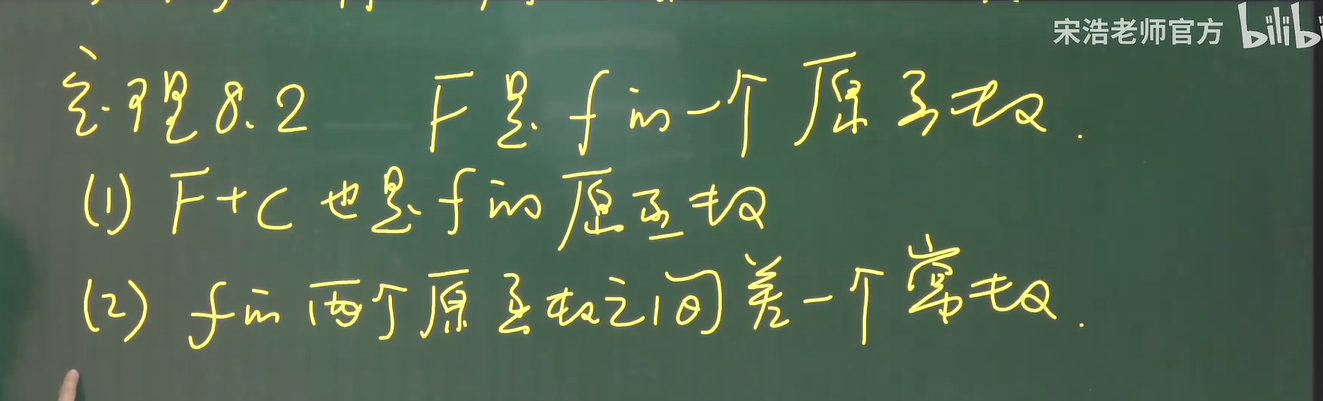 宋浩老师官方 bilibi
定理8.2 F是f的一个原函数.
(1) F+C也是f的原函数
(2) f的两个原函数之间差一个常数.